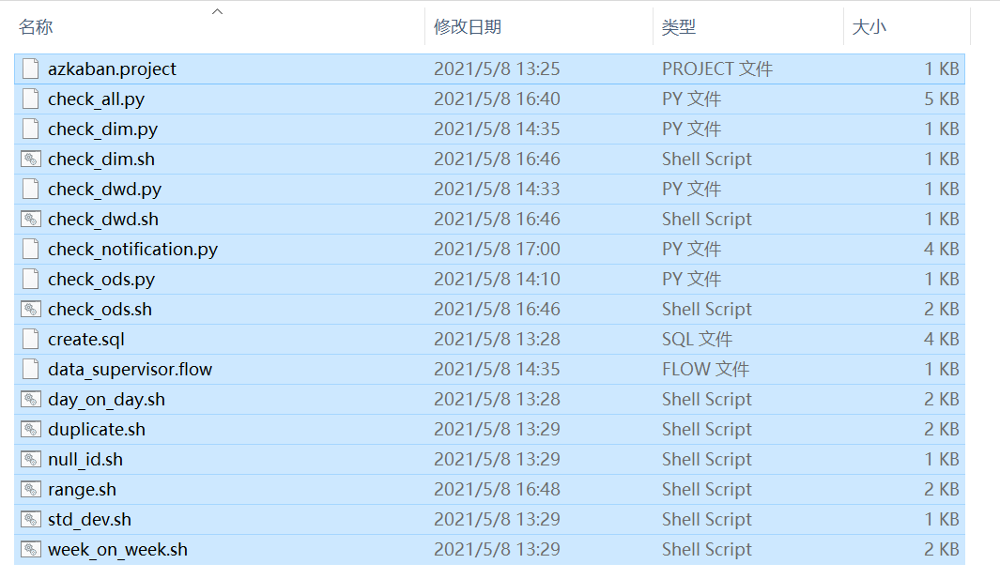 名称 修改日期 类型 大小
azkaban.project 2021/5/8 13:25 PROJECT 文件 1 KB
check_all.py 2021/5/8 16:40 PY 文件 5 KB
check_dim.py 2021/5/8 14:35 PY 文件 1 KB
check_dim.sh 2021/5/8 16:46 Shell Script 1 KB
check_dwd.py 2021/5/8 14:33 PY 文件 1 KB
check_dwd.sh 2021/5/8 16:46 Shell Script 1 KB
check_notification.py 2021/5/8 17:00 PY 文件 4 KB
check_ods.py 2021/5/8 14:10 PY 文件 1 KB
check_ods.sh 2021/5/8 16:46 Shell Script 2 KB
create.sql 2021/5/8 13:28 SQL 文件 4 KB
data_supervisor.flow 2021/5/8 14:35 FLOW 文件 1 KB
day_on_day.sh 2021/5/8 13:28 Shell Script 2 KB
duplicate.sh 2021/5/8 13:29 Shell Script 2 KB
null_id.sh 2021/5/8 13:29 Shell Script 1 KB
range.sh 2021/5/8 16:48 Shell Script 2 KB
std_dev.sh 2021/5/8 13:29 Shell Script 1 KB
week_on_week.sh 2021/5/8 13:29 Shell Script 2 KB